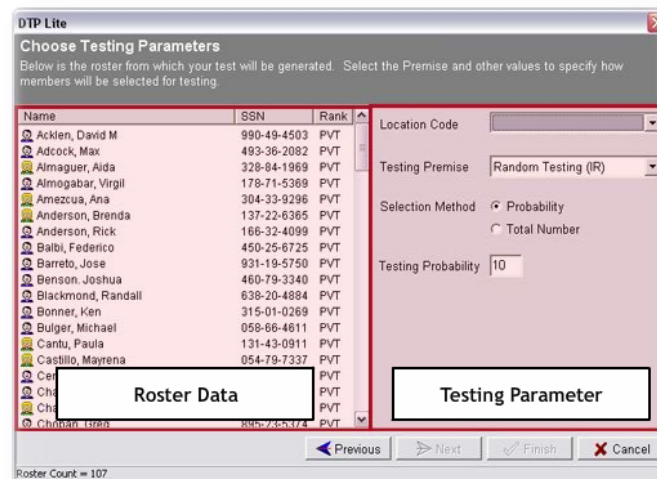 DTP Lite
Choose Testing Parameters
Below is the roster from which your test will be generated. Select the Premise and other values to specify how
members will be selected for testing.
Name SSN Rank
Acklen, David M 990-49-4503 PVT
Adcock, Max 493-36-2082 PVT
Almaguer, Aida 328-84-1969 PVT
Almogabar, Virgil 178-71-5369 PVT
Amezcua, Ana 304-33-9296 PVT
Anderson, Brenda 137-22-6365 PVT
Anderson, Rick 166-32-4099 PVT
Balbi, Federico 450-25-6725 PVT
Barreto, Jose 931-19-5750 PVT
Benson. Joshua 460-79-3340 PVT
Blackmond, Randall 638-20-4884 PVT
Bonner, Ken 315-01-0269 PVT
Bulger, Michael 058-66-4611 PVT
Cantu, Paula 131-43-0911 PVT
Castillo, Mayrena 054-79-7337 PVT
PVT
PVT
PVT
Choban, Greg 895-23-5374 PVT
Roster Data
Location Code
Testing Premise Random Testing (IR)
Selection Method Probability
Total Number
Testing Probability 10
Testing Parameter
Previous Next Finish Cancel
Roster Count = 107